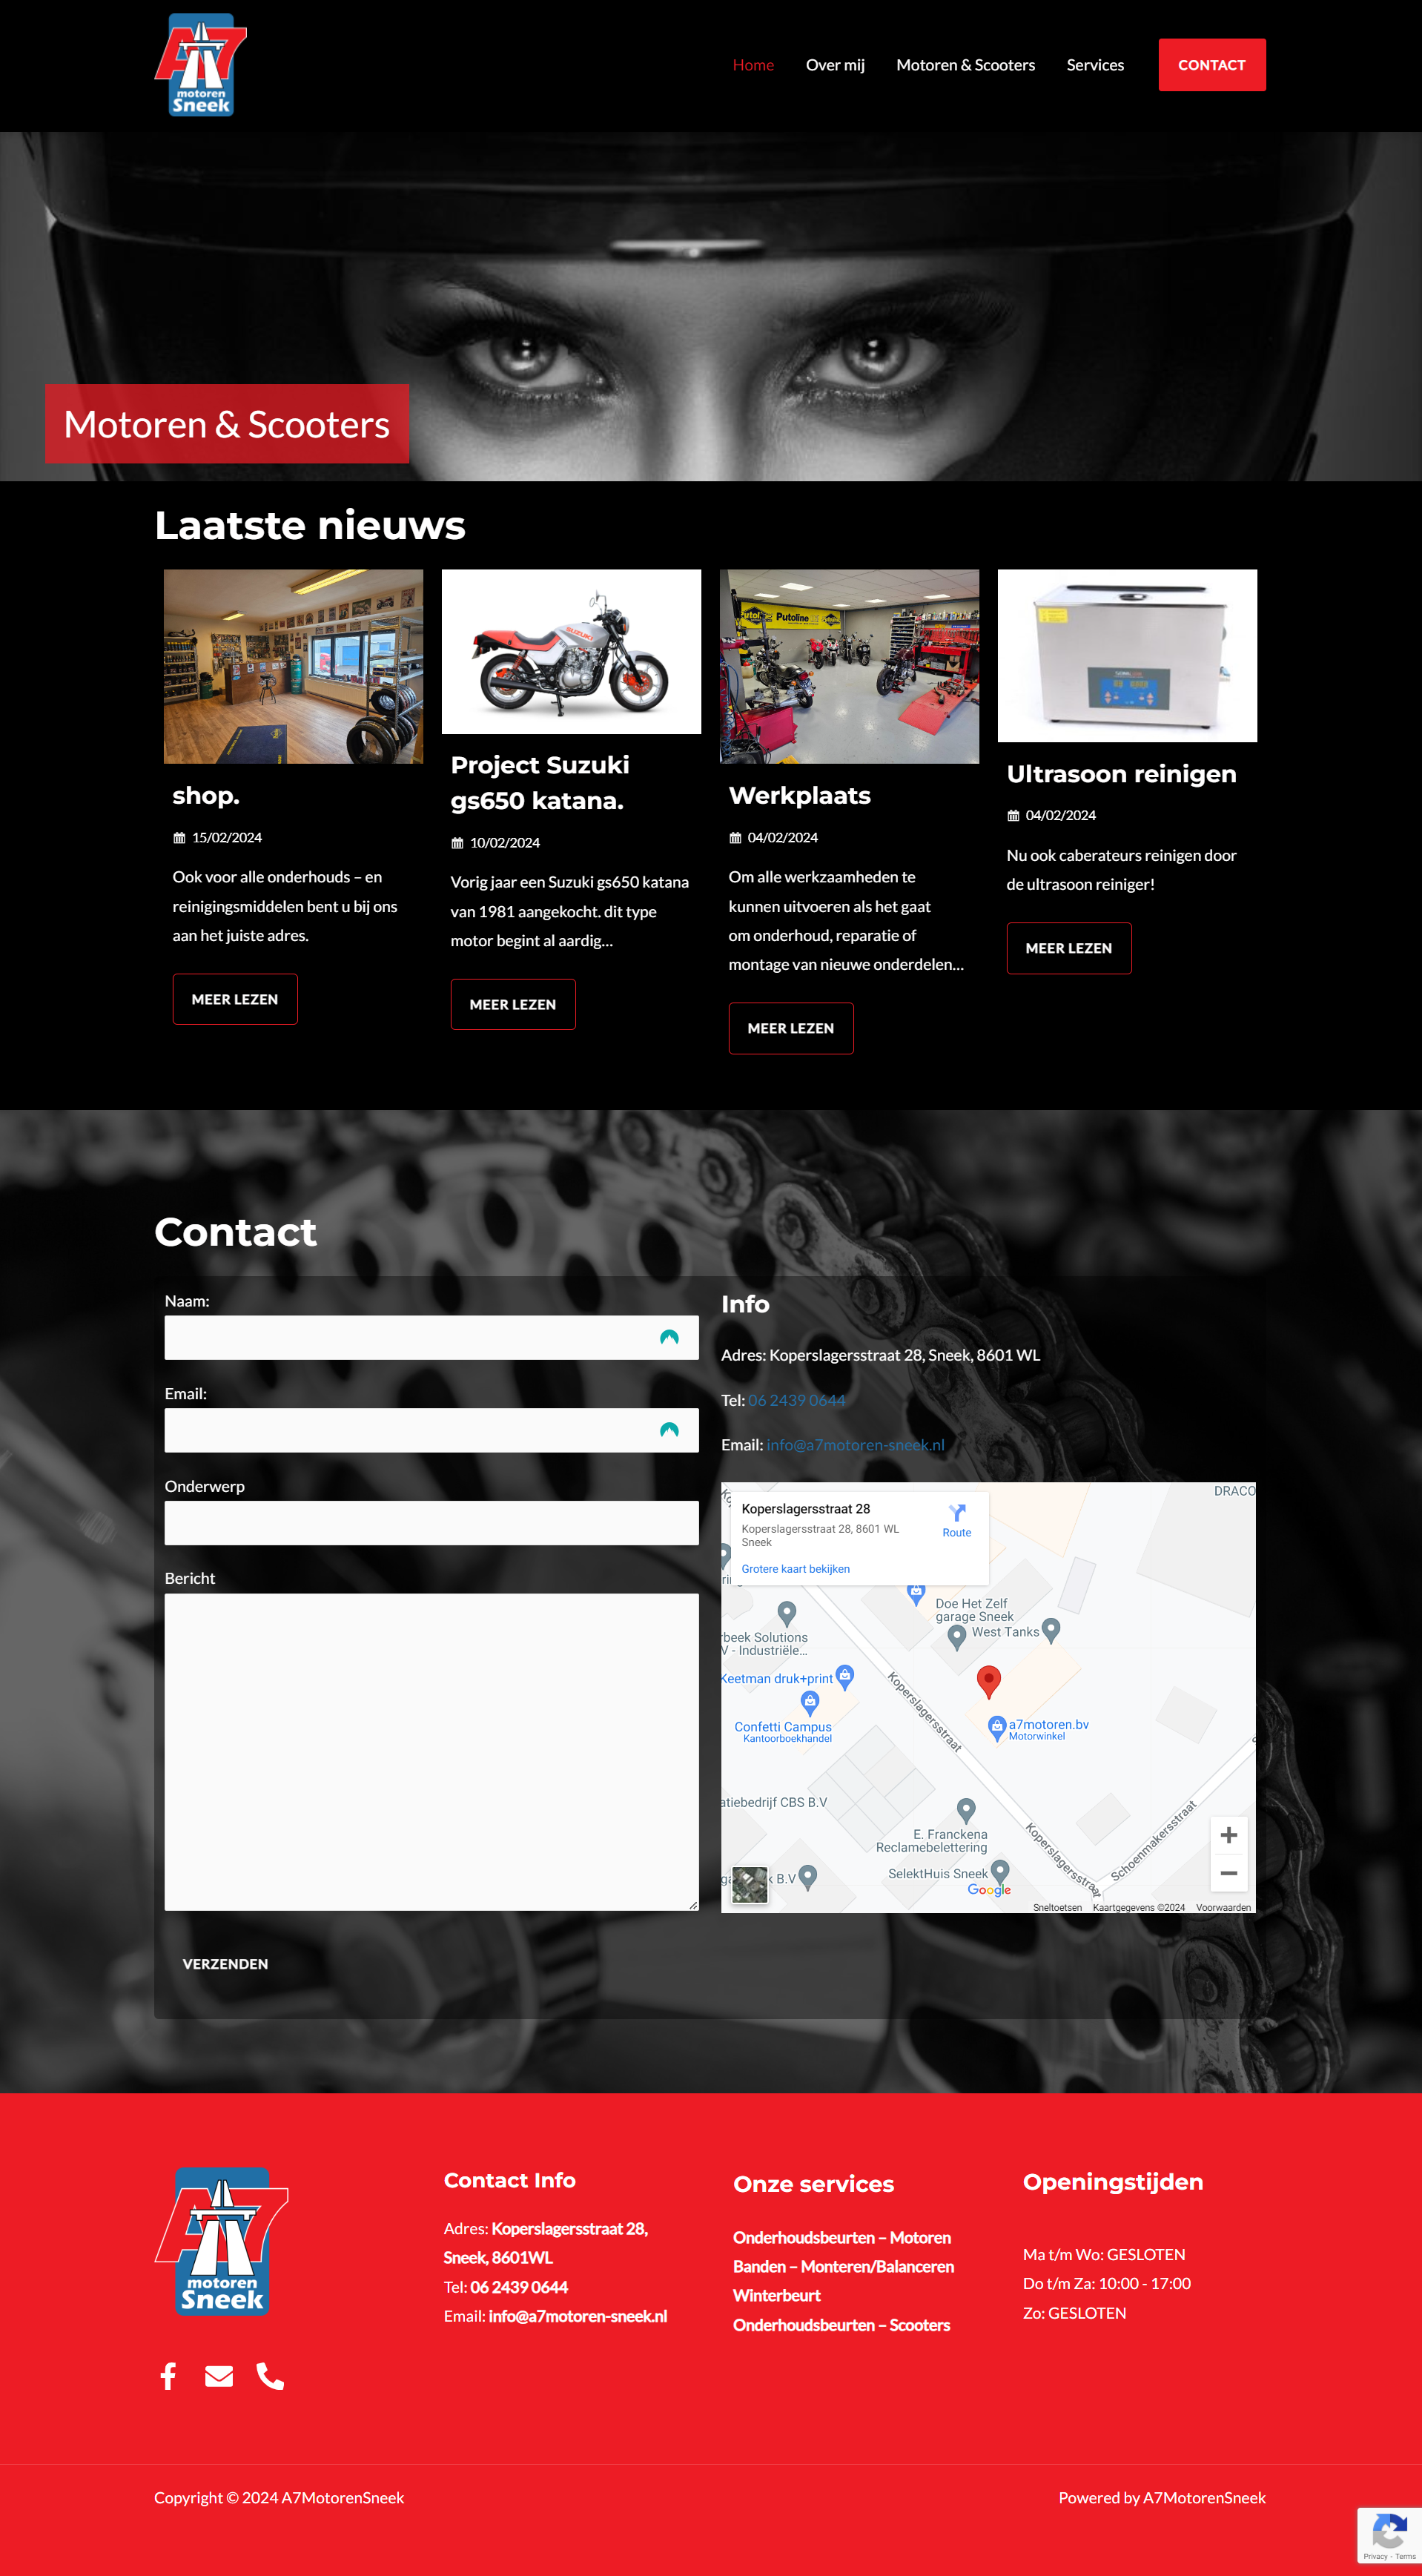 A7
motoren
Sneek
Home
Over mij
Motoren & Scooters
Services
CONTACT
Motoren & Scooters
Laatste nieuws
shop.
15/02/2024
Ook voor alle onderhouds – en
reinigingsmiddelen bent u bij ons
aan het juiste adres.
MEER LEZEN
SUZUKI
Project Suzuki
gs650 katana.
10/02/2024
Vorig jaar een Suzuki gs650 katana
van 1981 aangekocht. dit type
motor begint al aardig…
MEER LEZEN
Putoline
Werkplaats
04/02/2024
Om alle werkzaamheden te
kunnen uitvoeren als het gaat
om onderhoud, reparatie of
montage van nieuwe onderdelen…
MEER LEZEN
Ultrasoon reinigen
04/02/2024
Nu ook caberateurs reinigen door
de ultrasoon reiniger!
MEER LEZEN
Contact
Naam:
Email:
Onderwerp
Bericht
VERZENDEN
Info
Adres: Koperslagersstraat 28, Sneek, 8601 WL
Tel: 06 2439 0644
Email: info@a7motoren-sneek.nl
Koperslagersstraat 28
Koperslagersstraat 28, 8601 WL
Sneek
Route
Grotere kaart bekijken
DRACO
Doe Het Zelf
garage Sneek
West Tanks
rbeek Solutions
V - Industriële...
Keetman druk+print
Confetti Campus
Kantoorboekhandel
Koperslagersstraat
a7motoren.bv
Motorwinkel
atiebedrijf CBS B.V
E. Franckena
Reclamebelettering
SelektHuis Sneek
Koperslagersstraat
Schoenmakersstraat
k B.V
Google
Sneltoetsen
Kaartgegevens ©2024
Voorwaarden
A7
motoren
Sneek
Contact Info
Adres: Koperslagersstraat 28,
Sneek, 8601WL
Tel: 06 2439 0644
Email: info@a7motoren-sneek.nl
Onze services
Onderhoudsbeurten – Motoren
Banden – Monteren/Balanceren
Winterbeurt
Onderhoudsbeurten – Scooters
Openingstijden
Ma t/m Wo: GESLOTEN
Do t/m Za: 10:00 - 17:00
Zo: GESLOTEN
Copyright © 2024 A7MotorenSneek
Powered by A7MotorenSneek
Privacy - Terms